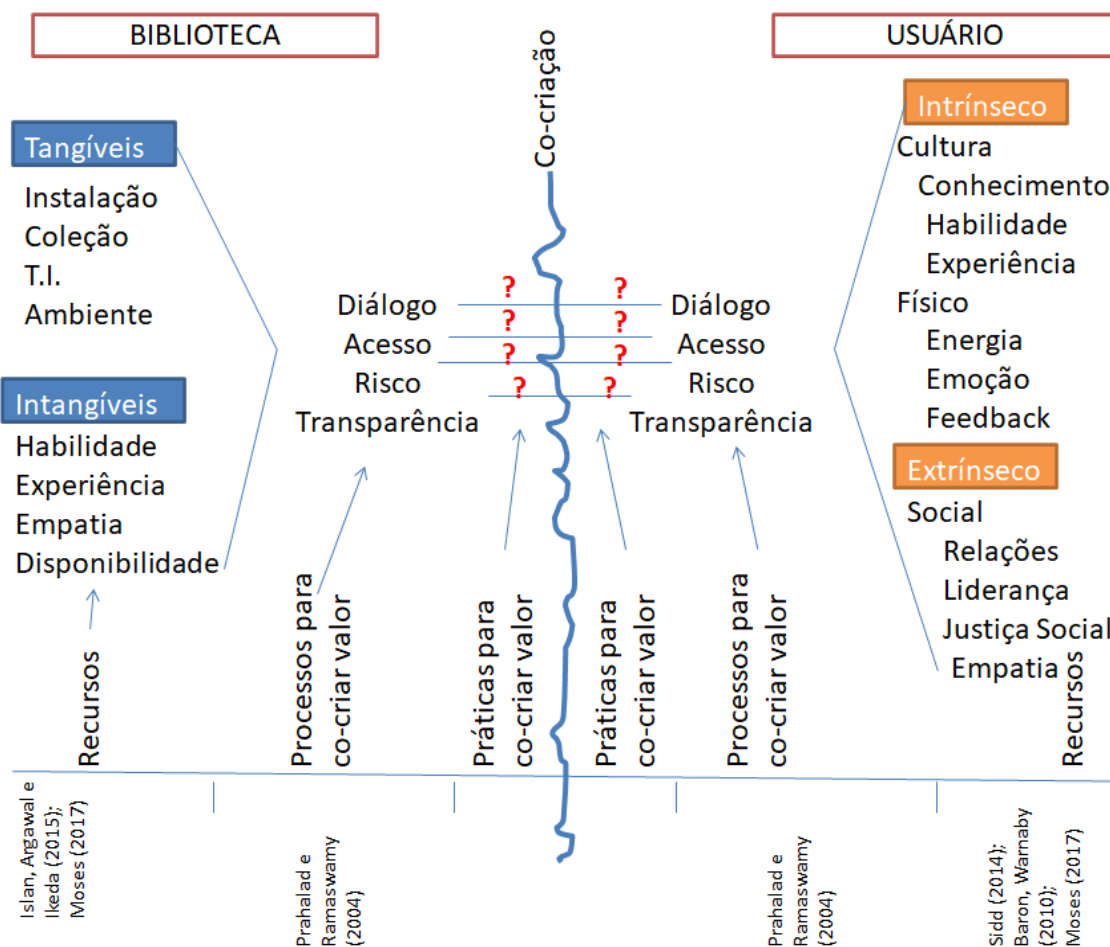 BIBLIOTECA
USUÁRIO
Co-criação
Tangíveis
Instalação
Coleção
T.I.
Ambiente
Intangíveis
Habilidade
Experiência
Empatia
Disponibilidade
Recursos
Diálogo
Acesso
Risco
Transparência
?
?
?
?
?
?
?
?
Diálogo
Acesso
Risco
Transparência
Intrínseco
Cultura
Conhecimento
Habilidade
Experiência
Físico
Energia
Emoção
Feedback
Extrínseco
Social
Relações
Liderança
Justiça Social
Empatia
Recursos
Processos para
co-criar valor
Práticas para
co-criar valor
Práticas para
co-criar valor
Processos para
co-criar valor
Islan, Argawal e
Ikeda (2015);
Moses (2017)
Prahalad e
Ramaswamy
(2004)
Prahalad e
Ramaswamy
(2004)
Sidd (2014);
Baron, Warnaby
(2010);
Moses (2017)